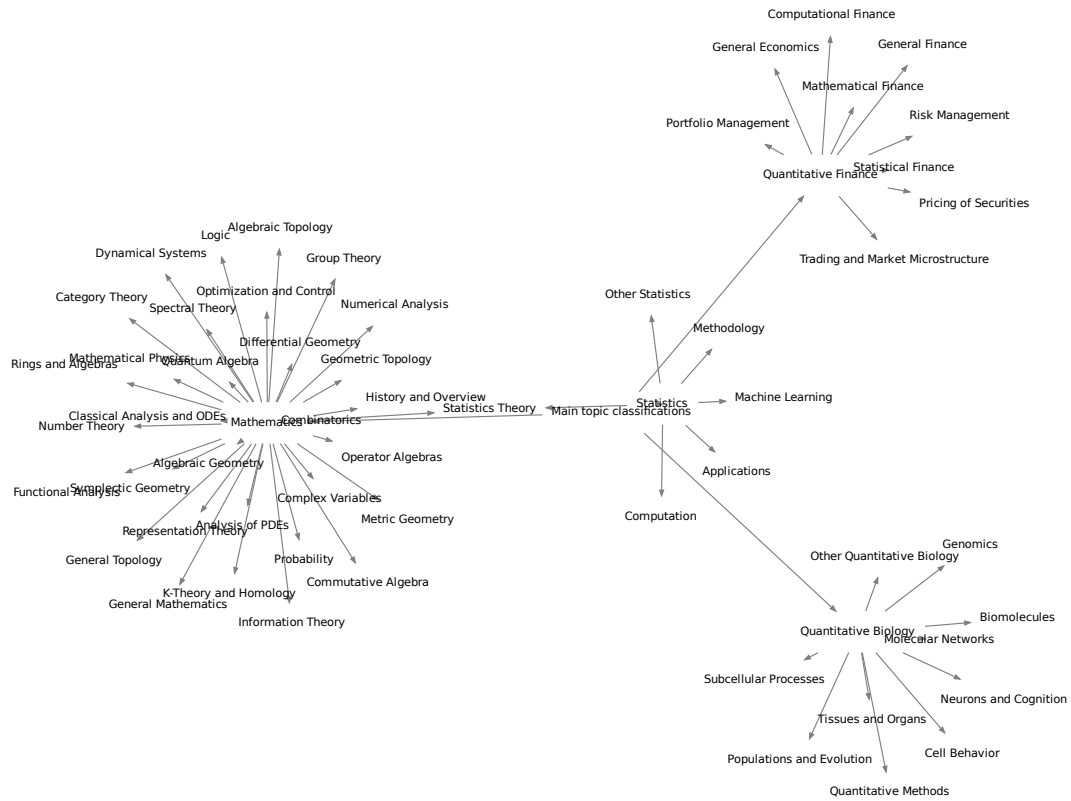 Computational Finance
General Economics
General Finance
Mathematical Finance
Portfolio Management
Risk Management
Quantitative Finance
Statistical Finance
Pricing of Securities
Trading and Market Microstructure
Logic
Algebraic Topology
Dynamical Systems
Group Theory
Category Theory
Optimization and Control
Spectral Theory
Numerical Analysis
Differential Geometry
Rings and Algebras
Mathematical Physics
Quantum Algebra
Geometric Topology
History and Overview
Classical Analysis and ODEs
Number Theory
Mathematics
Combinatorics
Statistics Theory
Main topic classifications
Statistics
Other Statistics
Methodology
Machine Learning
Applications
Computation
Algebraic Geometry
Operator Algebras
Functional Analysis
Symplectic Geometry
Complex Variables
Metric Geometry
Representation Theory
Analysis of PDEs
General Topology
Probability
Commutative Algebra
K-Theory and Homology
General Mathematics
Information Theory
Other Quantitative Biology
Genomics
Biomolecules
Quantitative Biology
Molecular Networks
Subcellular Processes
Neurons and Cognition
Tissues and Organs
Populations and Evolution
Cell Behavior
Quantitative Methods